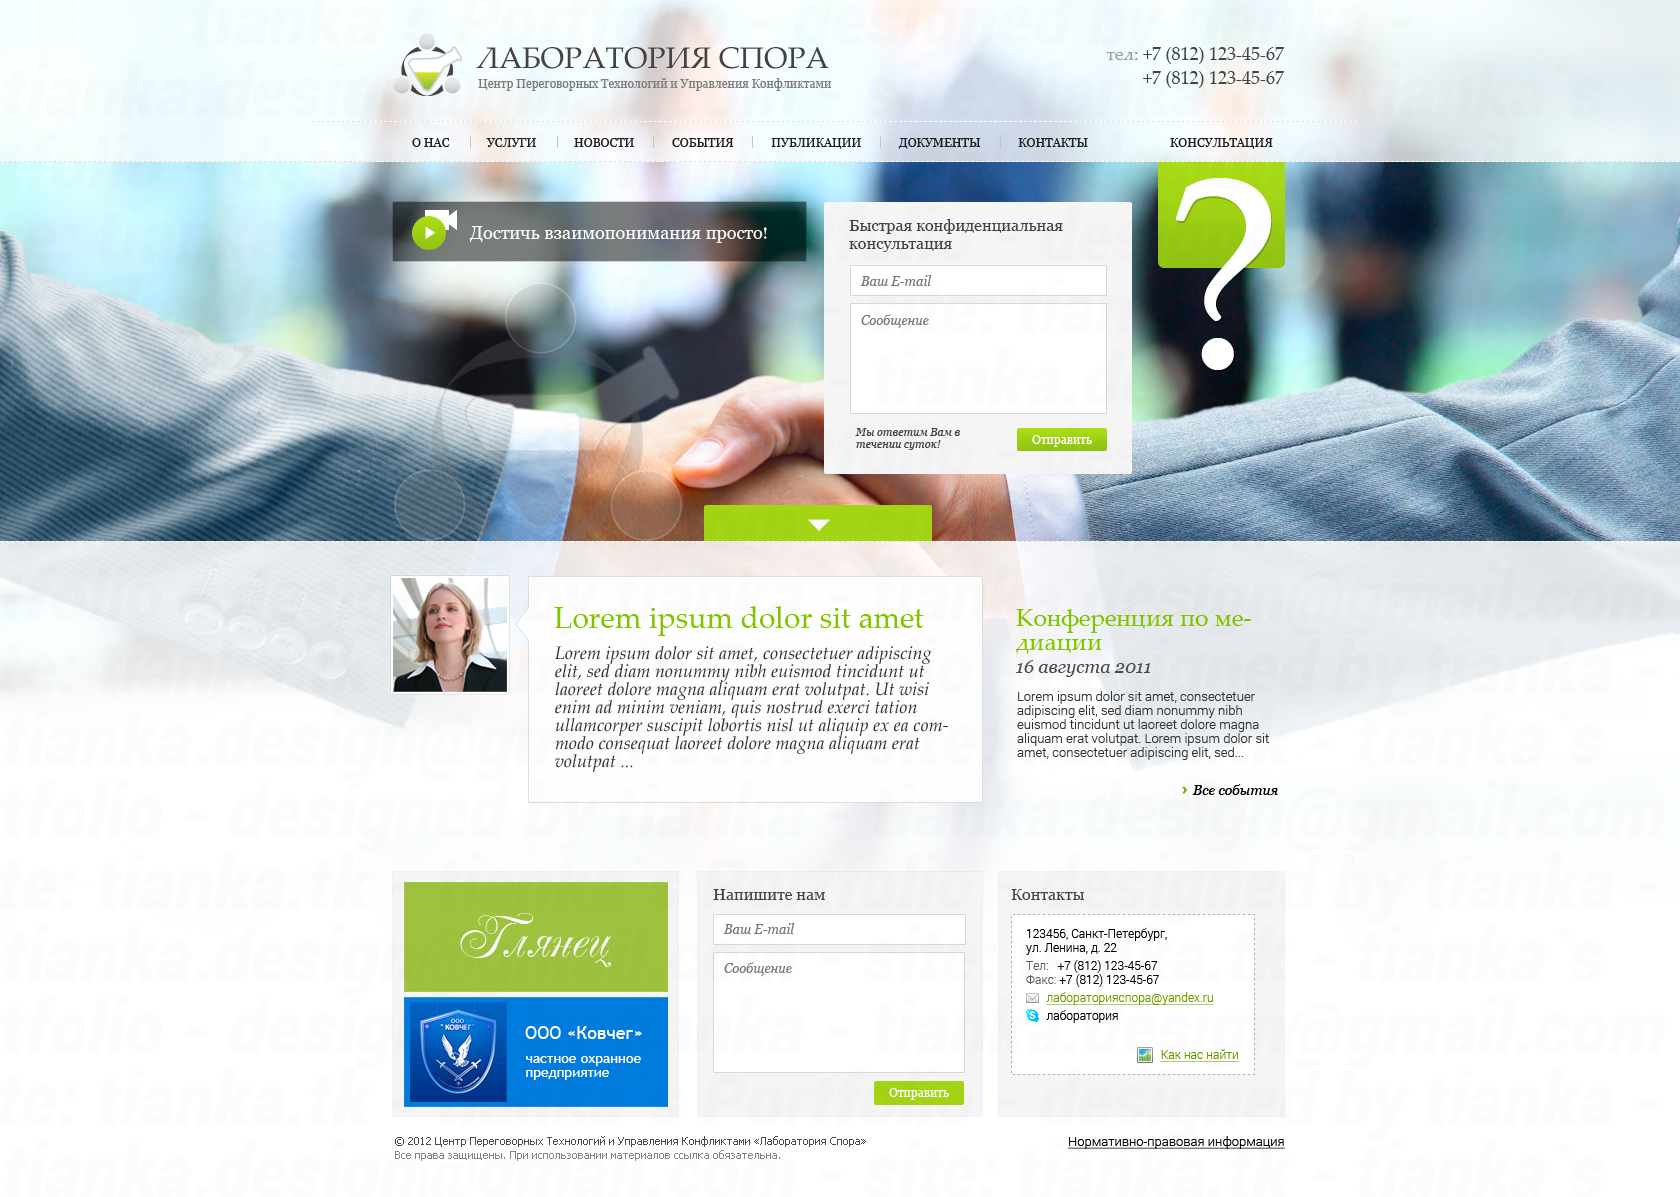 ЛАБОРАТОРИЯ СПОРА
Центр Переговорных Технологий и Управления Конфликтами
тел: +7 (812) 123-45-67
+7 (812) 123-45-67
О НАС
УСЛУГИ
НОВОСТИ
СОБЫТИЯ
ПУБЛИКАЦИИ
ДОКУМЕНТЫ
КОНТАКТЫ
КОНСУЛЬТАЦИЯ
?
Достичь взаимопонимания просто!
Быстрая конфиденциальная
консультация
Ваш E-mail
Сообщение
Мы ответим Вам в
течении суток!
Отправить
Lorem ipsum dolor sit amet
Lorem ipsum dolor sit amet, consectetuer adipiscing
elit, sed diam nonummy nibh euismod tincidunt ut
laoreet dolore magna aliquam erat volutpat. Ut wisi
enim ad minim veniam, quis nostrud exerci tation
ullamcorper suscipit lobortis nisl ut aliquip ex ea com-
modo consequat laoreet dolore magna aliquam erat
volutpat ...
Конференция по ме-
диации
16 августа 2011
Lorem ipsum dolor sit amet, consectetuer
adipiscing elit, sed diam nonummy nibh
euismod tincidunt ut laoreet dolore magna
aliquam erat volutpat. Lorem ipsum dolor sit
amet, consectetuer adipiscing elit, sed...
› Все события
Глянец
ООО
"КОВЧЕГ"
ООО «Ковчег»
частное охранное
предприятие
Напишите нам
Ваш E-mail
Сообщение
Отправить
Контакты
123456, Санкт-Петербург,
ул. Ленина, д. 22
Тел: +7 (812) 123-45-67
Факс: +7 (812) 123-45-67
лабораторияспора@yandex.ru
лаборатория
Как нас найти
© 2012 Центр Переговорных Технологий и Управления Конфликтами «Лаборатория Спора»
Все права защищены. При использовании материалов ссылка обязательна.
Нормативно-правовая информация